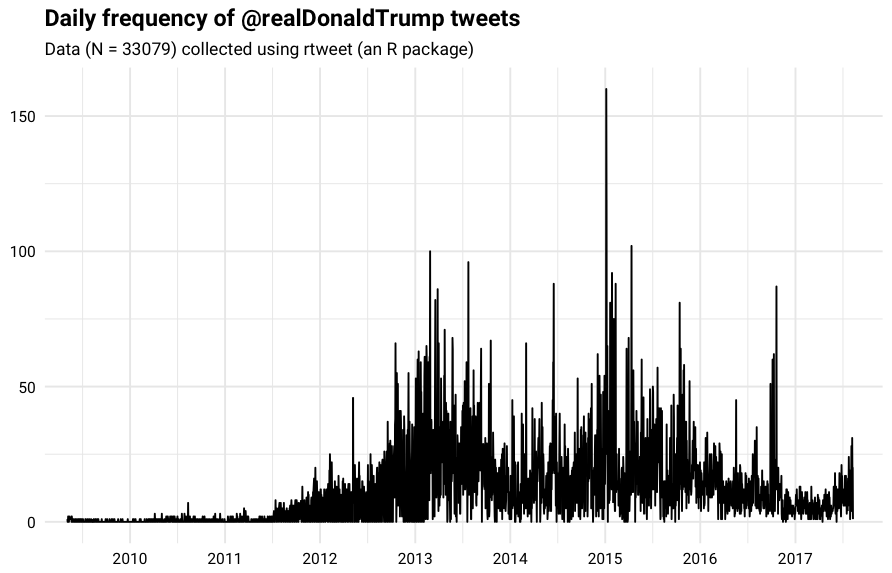 Daily frequency of @realDonaldTrump tweets
Data (N = 33079) collected using rtweet (an R package)
150
100
50
0
2010 2011 2012 2013 2014 2015 2016 2017